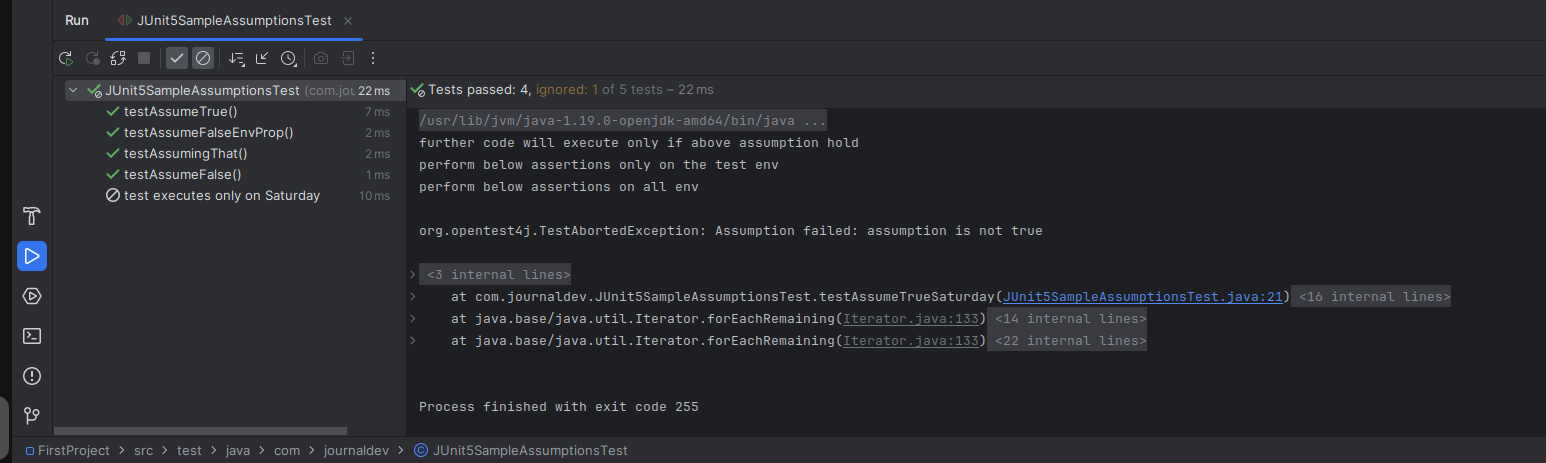 Run JUnit5SampleAssumptionsTest
JUnit5SampleAssumptionsTest (com.jou 22 ms
testAssumeTrue() 7 ms
testAssumeFalseEnvProp() 2 ms
testAssumingThat() 2 ms
testAssumeFalse() 1 ms
test executes only on Saturday 10 ms
Tests passed: 4, ignored: 1 of 5 tests – 22 ms
/usr/lib/jvm/java-1.19.0-openjdk-amd64/bin/java ...
further code will execute only if above assumption hold
perform below assertions only on the test env
perform below assertions on all env
org.opentest4j.TestAbortedException: Assumption failed: assumption is not true
<3 internal lines>
at com.journaldev.JUnit5SampleAssumptionsTest.testAssumeTrueSaturday(JUnit5SampleAssumptionsTest.java:21) <16 internal lines>
at java.base/java.util.Iterator.forEachRemaining(Iterator.java:133) <14 internal lines>
at java.base/java.util.Iterator.forEachRemaining(Iterator.java:133) <22 internal lines>
Process finished with exit code 255
FirstProject > src > test > java > com > journaldev > JUnit5SampleAssumptionsTest